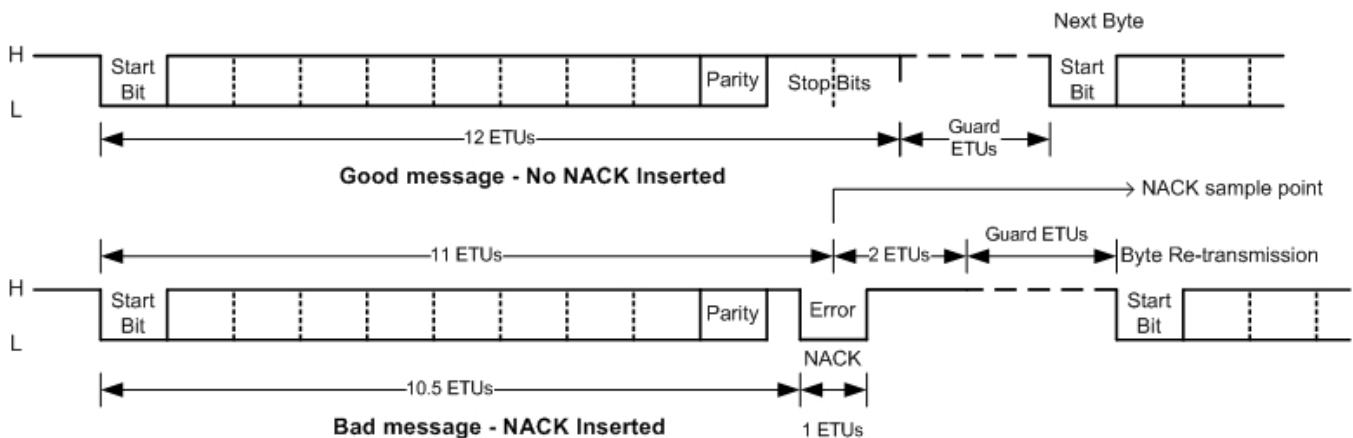 Next Byte
H
Start
Bit
Parity
Stop Bits
Start
Bit
L
12 ETUs
Guard
ETUs
Good message - No NACK Inserted
NACK sample point
11 ETUs
2 ETUs
Guard ETUs
Byte Re-transmission
H
Start
Bit
Parity
Error
Start
Bit
L
NACK
10.5 ETUs
Bad message - NACK Inserted
1 ETUs